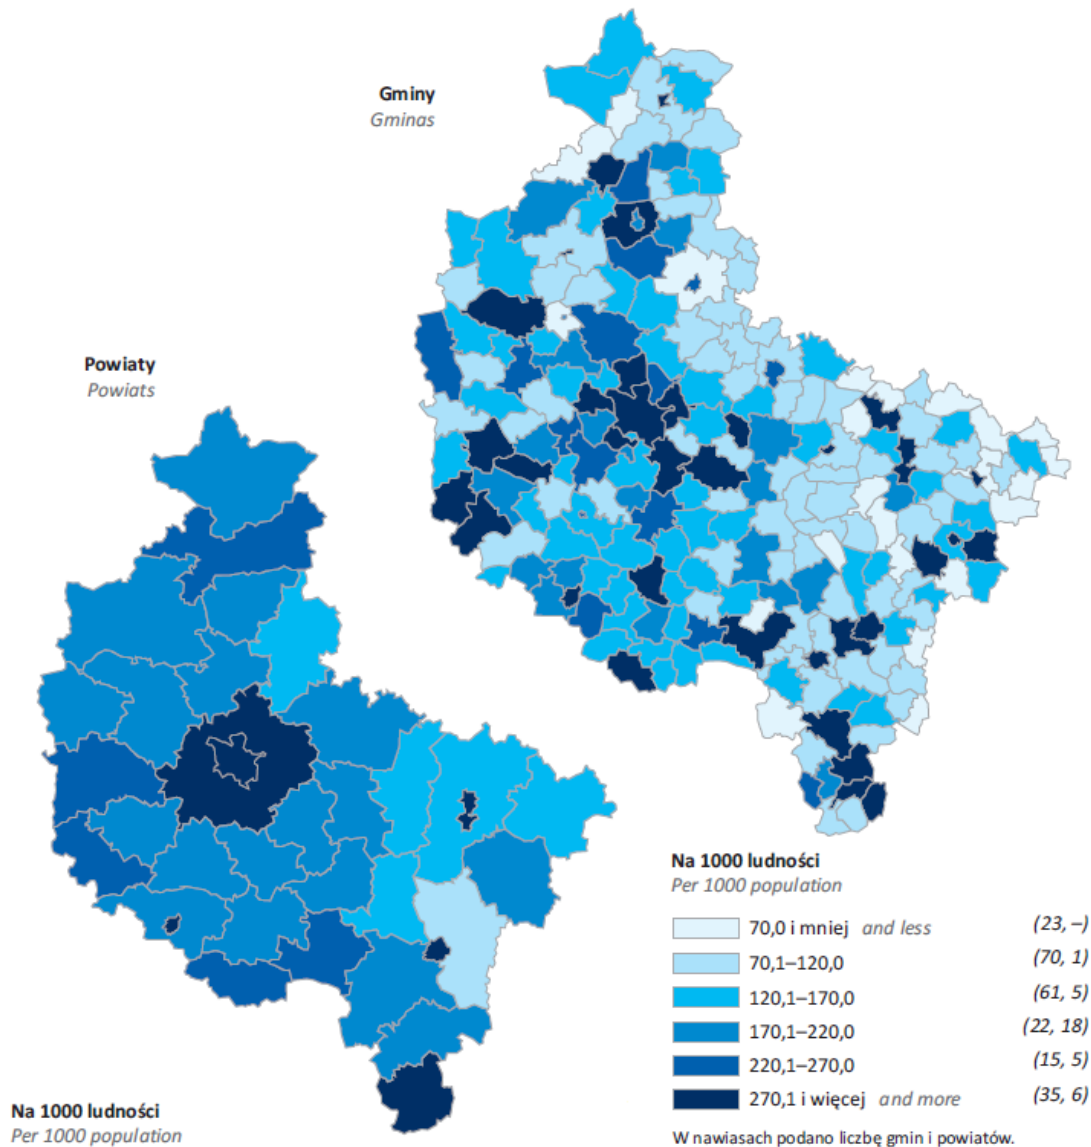 Gminy
Gminas
Powiaty
Powiats
Na 1000 ludności
Per 1000 population
70,0 i mniej and less (23, –)
70,1–120,0 (70, 1)
120,1–170,0 (61, 5)
170,1–220,0 (22, 18)
220,1–270,0 (15, 5)
270,1 i więcej and more (35, 6)
W nawiasach podano liczbę gmin i powiatów.
Na 1000 ludności
Per 1000 population